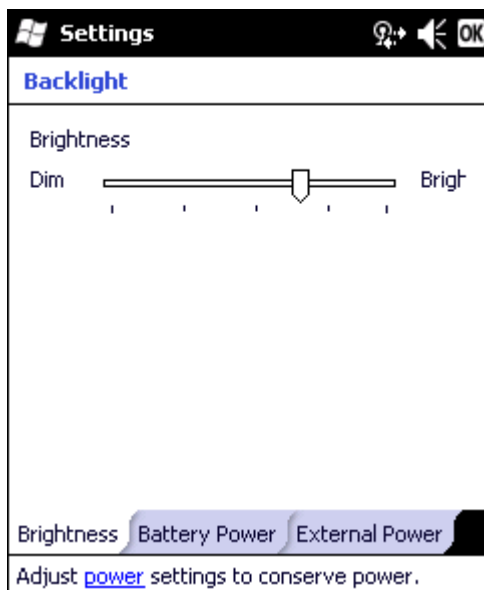 Settings OK
Backlight
Brightness
Dim Brigh
Brightness Battery Power External Power
Adjust power settings to conserve power.